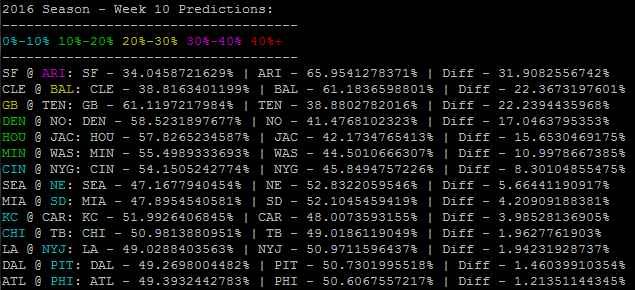 2016 Season - Week 10 Predictions:
-------------------------------------
0%-10% 10%-20% 20%-30% 30%-40% 40%+
-------------------------------------
SF @ ARI: SF - 34.0458721629% | ARI - 65.9541278371% | Diff - 31.9082556742%
CLE @ BAL: CLE - 38.8163401199% | BAL - 61.1836598801% | Diff - 22.3673197601%
GB @ TEN: GB - 61.1197217984% | TEN - 38.8802782016% | Diff - 22.2394435968%
DEN @ NO: DEN - 58.5231897677% | NO - 41.4768102323% | Diff - 17.0463795353%
HOU @ JAC: HOU - 57.8265234587% | JAC - 42.1734765413% | Diff - 15.6530469175%
MIN @ WAS: MIN - 55.4989333693% | WAS - 44.5010666307% | Diff - 10.9978667385%
CIN @ NYG: CIN - 54.1505242774% | NYG - 45.8494757226% | Diff - 8.30104855475%
SEA @ NE: SEA - 47.1677940454% | NE - 52.8322059546% | Diff - 5.66441190917%
MIA @ SD: MIA - 47.8954540581% | SD - 52.1045459419% | Diff - 4.20909188381%
KC @ CAR: KC - 51.9926406845% | CAR - 48.0073593155% | Diff - 3.98528136905%
CHI @ TB: CHI - 50.9813880951% | TB - 49.0186119049% | Diff - 1.9627761903%
LA @ NYJ: LA - 49.0288403563% | NYJ - 50.9711596437% | Diff - 1.94231928737%
DAL @ PIT: DAL - 49.2698004482% | PIT - 50.7301995518% | Diff - 1.46039910354%
ATL @ PHI: ATL - 49.3932442783% | PHI - 50.6067557217% | Diff - 1.21351144345%